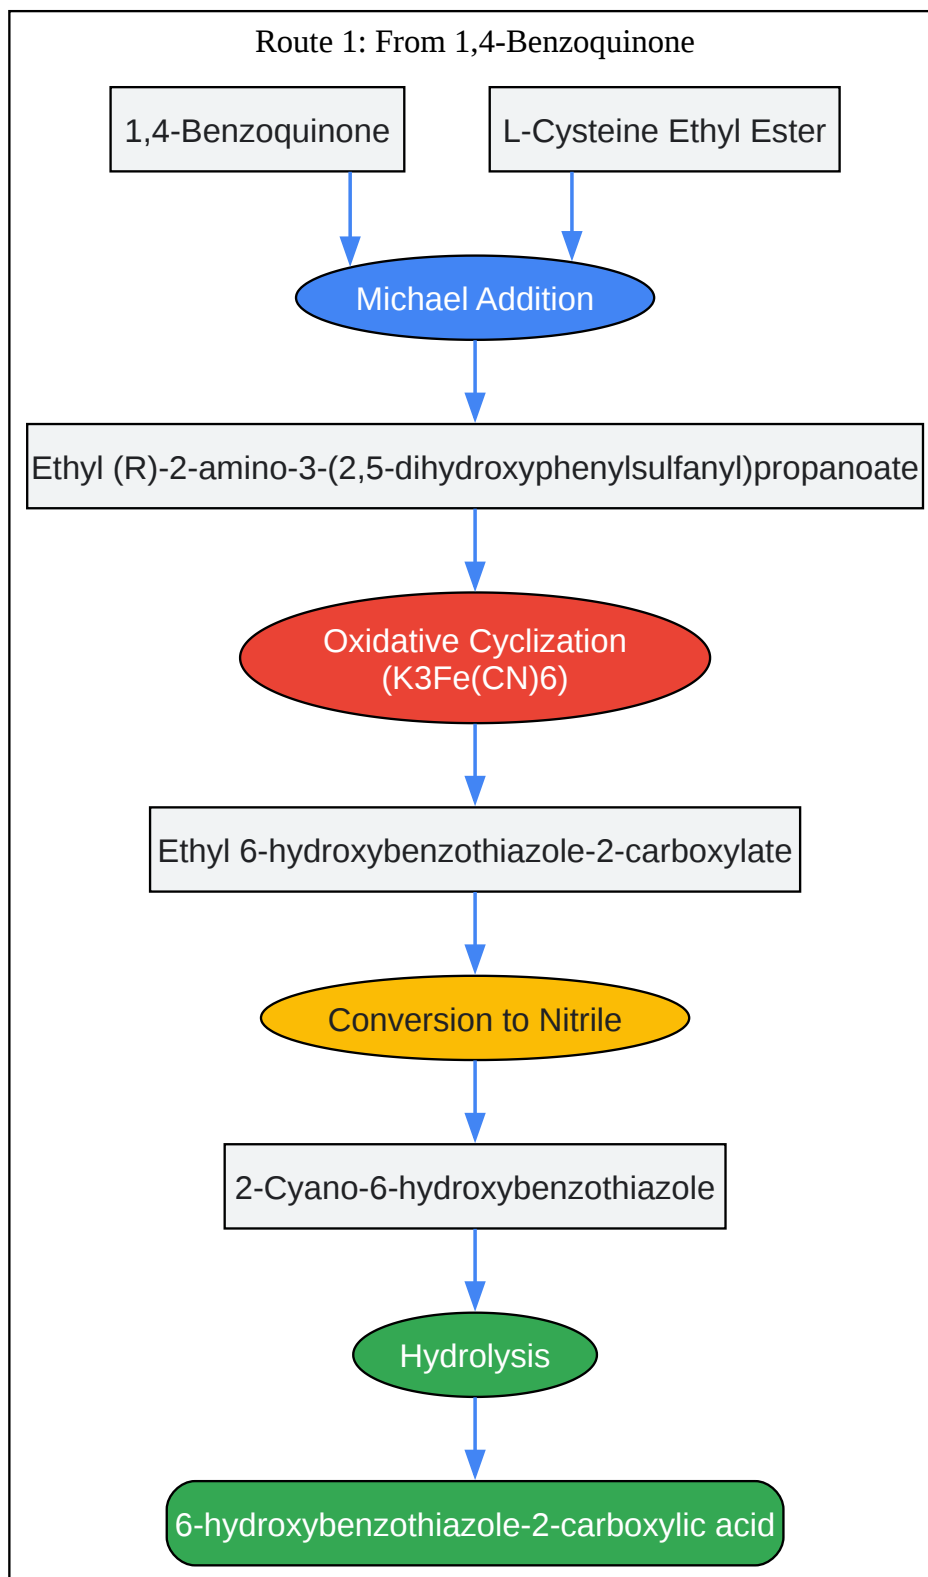 Route 1: From 1,4-Benzoquinone
1,4-Benzoquinone
L-Cysteine Ethyl Ester
Michael Addition
Ethyl (R)-2-amino-3-(2,5-dihydroxyphenylsulfanyl)propanoate
Oxidative Cyclization
(K3Fe(CN)6)
Ethyl 6-hydroxybenzothiazole-2-carboxylate
Conversion to Nitrile
2-Cyano-6-hydroxybenzothiazole
Hydrolysis
6-hydroxybenzothiazole-2-carboxylic acid